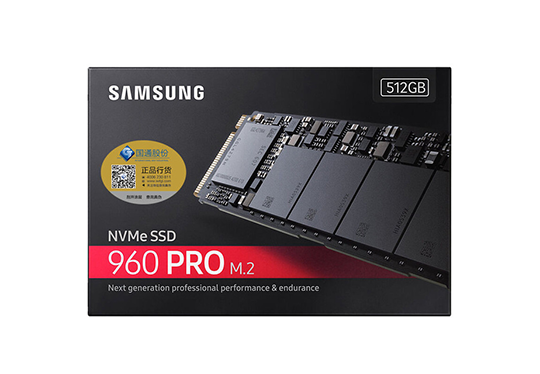 SAMSUNG
512GB
国通股份
正品行货
NVMe SSD
960 PRO M.2
Next generation professional performance & endurance